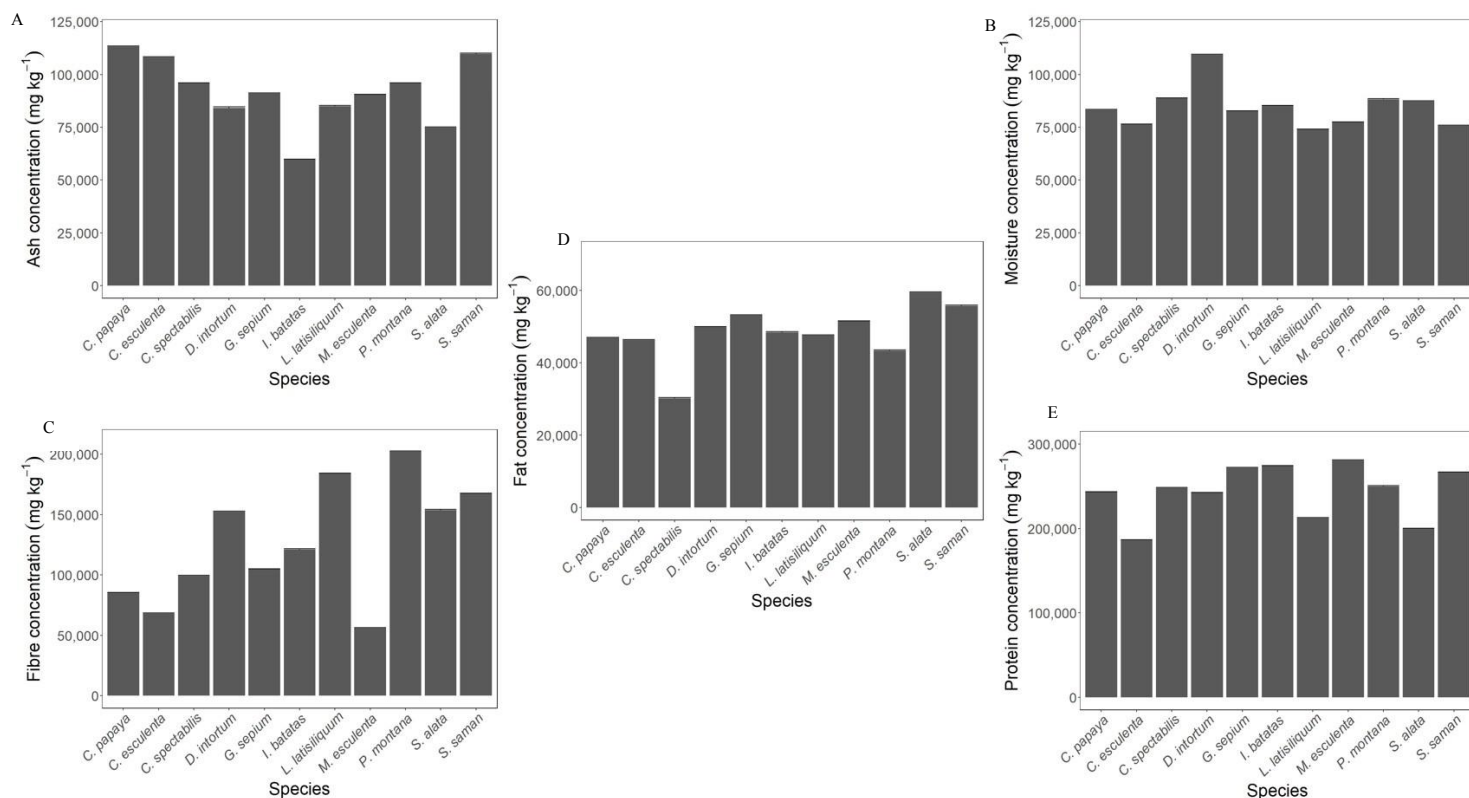 A
Ash concentration (mg kg⁻¹)
125,000
100,000
75,000
50,000
25,000
0
C. papaya
C. esculenta
C. spectabilis
D. intortum
G. sepium
I. batatas
L. latisiliquum
M. esculenta
P. montana
S. alata
S. saman
Species
B
Moisture concentration (mg kg⁻¹)
125,000
100,000
75,000
50,000
25,000
0
C. papaya
C. esculenta
C. spectabilis
D. intortum
G. sepium
I. batatas
L. latisiliquum
M. esculenta
P. montana
S. alata
S. saman
Species
D
Fat concentration (mg kg⁻¹)
60,000
40,000
20,000
0
C. papaya
C. esculenta
C. spectabilis
D. intortum
G. sepium
I. batatas
L. latisiliquum
M. esculenta
P. montana
S. alata
S. saman
Species
C
Fibre concentration (mg kg⁻¹)
200,000
150,000
100,000
50,000
0
C. papaya
C. esculenta
C. spectabilis
D. intortum
G. sepium
I. batatas
L. latisiliquum
M. esculenta
P. montana
S. alata
S. saman
Species
E
Protein concentration (mg kg⁻¹)
300,000
200,000
100,000
0
C. papaya
C. esculenta
C. spectabilis
D. intortum
G. sepium
I. batatas
L. latisiliquum
M. esculenta
P. montana
S. alata
S. saman
Species